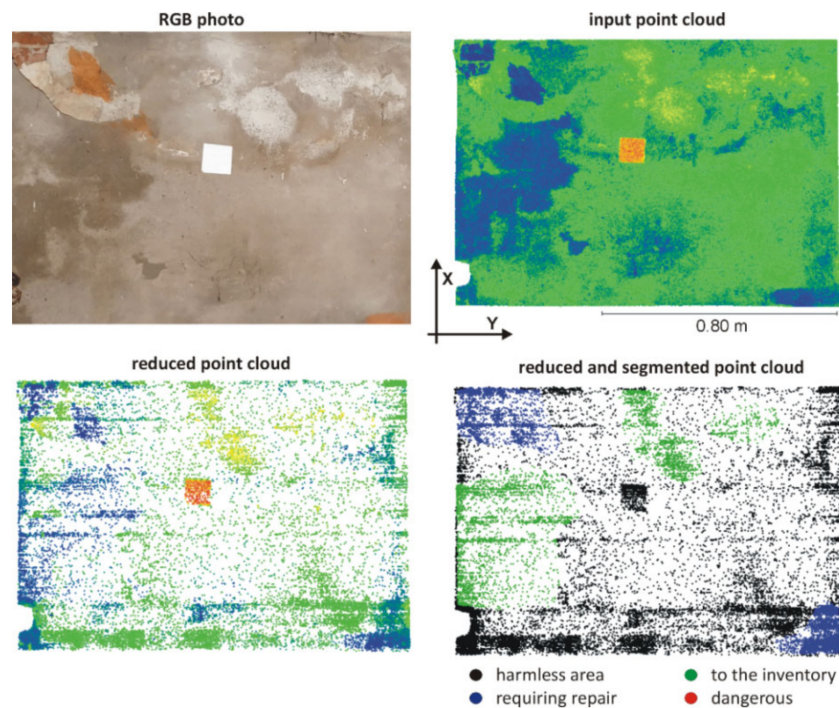 RGB photo
input point cloud
X
Y
0.80 m
reduced point cloud
reduced and segmented point cloud
harmless area
to the inventory
requiring repair
dangerous